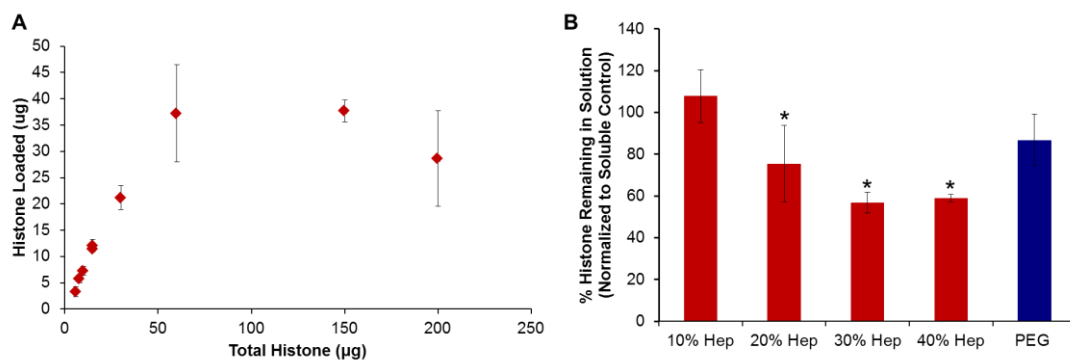 A
50
45
40
35
30
25
20
15
10
5
0
Histone Loaded (ug)
0 50 100 150 200 250
Total Histone (µg)
B
140
120
100
80
60
40
20
0
% Histone Remaining in Solution
(Normalized to Soluble Control)
* * *
10% Hep 20% Hep 30% Hep 40% Hep PEG